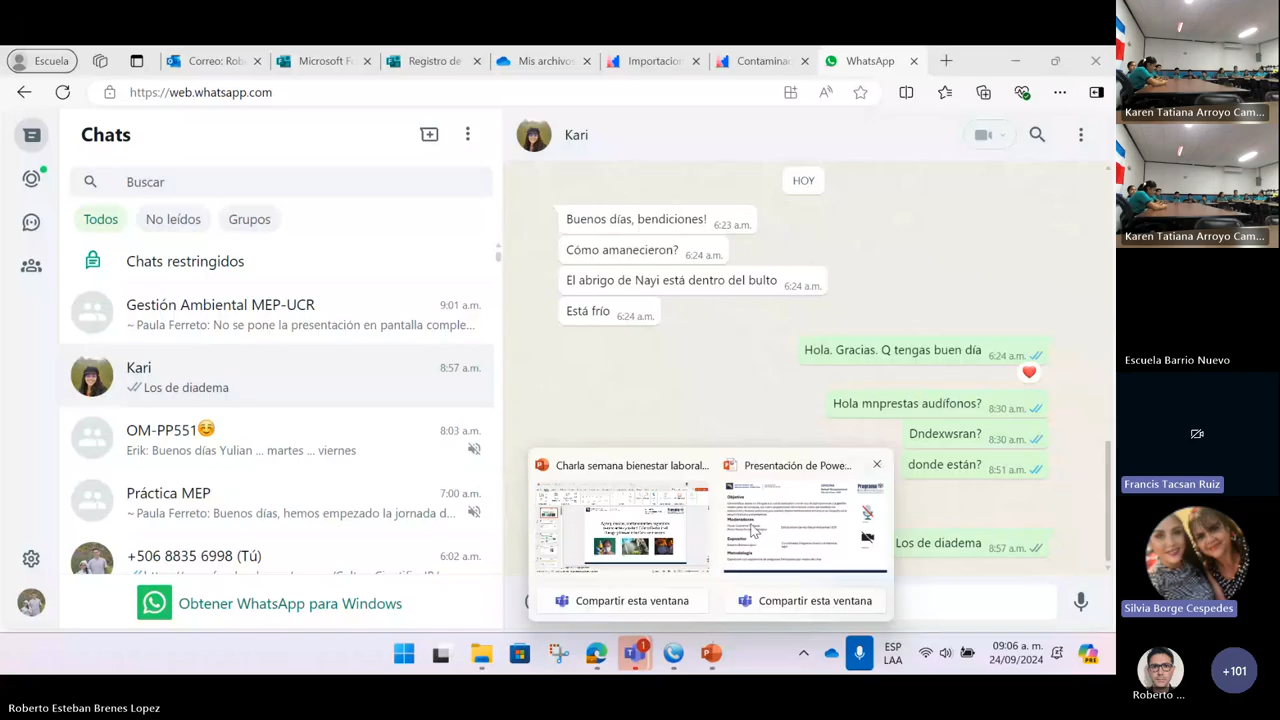 Escuela
Correo: Rob
Microsoft Fo
Registro de
Mis archivos
Importacion
Contaminac
WhatsApp
https://web.whatsapp.com
Chats
Buscar
Todos
No leídos
Grupos
Chats restringidos
Gestión Ambiental MEP-UCR
9:01 a.m.
~ Paula Ferreto: No se pone la presentación en pantalla comple...
Kari
8:57 a.m.
Los de diadema
OM-PP551
8:03 a.m.
Erik: Buenos días Yulian ... martes ... viernes
Práctica MEP
7:00 a.m.
Paula Ferreto: Buenos días, hemos empezado la jornada d...
+506 8835 6998 (Tú)
6:02 a.m.
Obtener WhatsApp para Windows
Kari
HOY
Buenos días, bendiciones! 6:23 a.m.
Cómo amanecieron? 6:24 a.m.
El abrigo de Nayi está dentro del bulto 6:24 a.m.
Está frío 6:24 a.m.
Hola. Gracias. Q tengas buen día 6:24 a.m.
Hola mnprestas audífonos? 8:30 a.m.
Dndexwsran? 8:30 a.m.
donde están? 8:51 a.m.
Los de diadema 8:57 a.m.
Charla semana bienestar laboral...
Presentación de Powe...
Objetivo
Moderadores
Expositor
Metodología
Compartir esta ventana
Compartir esta ventana
1
ESP
LAA
09:06 a. m.
24/09/2024
PRE
Karen Tatiana Arroyo Cam...
Karen Tatiana Arroyo Cam...
Escuela Barrio Nuevo
Francis Tacsan Ruiz
Silvia Borge Cespedes
Roberto ...
+101
Roberto Esteban Brenes Lopez